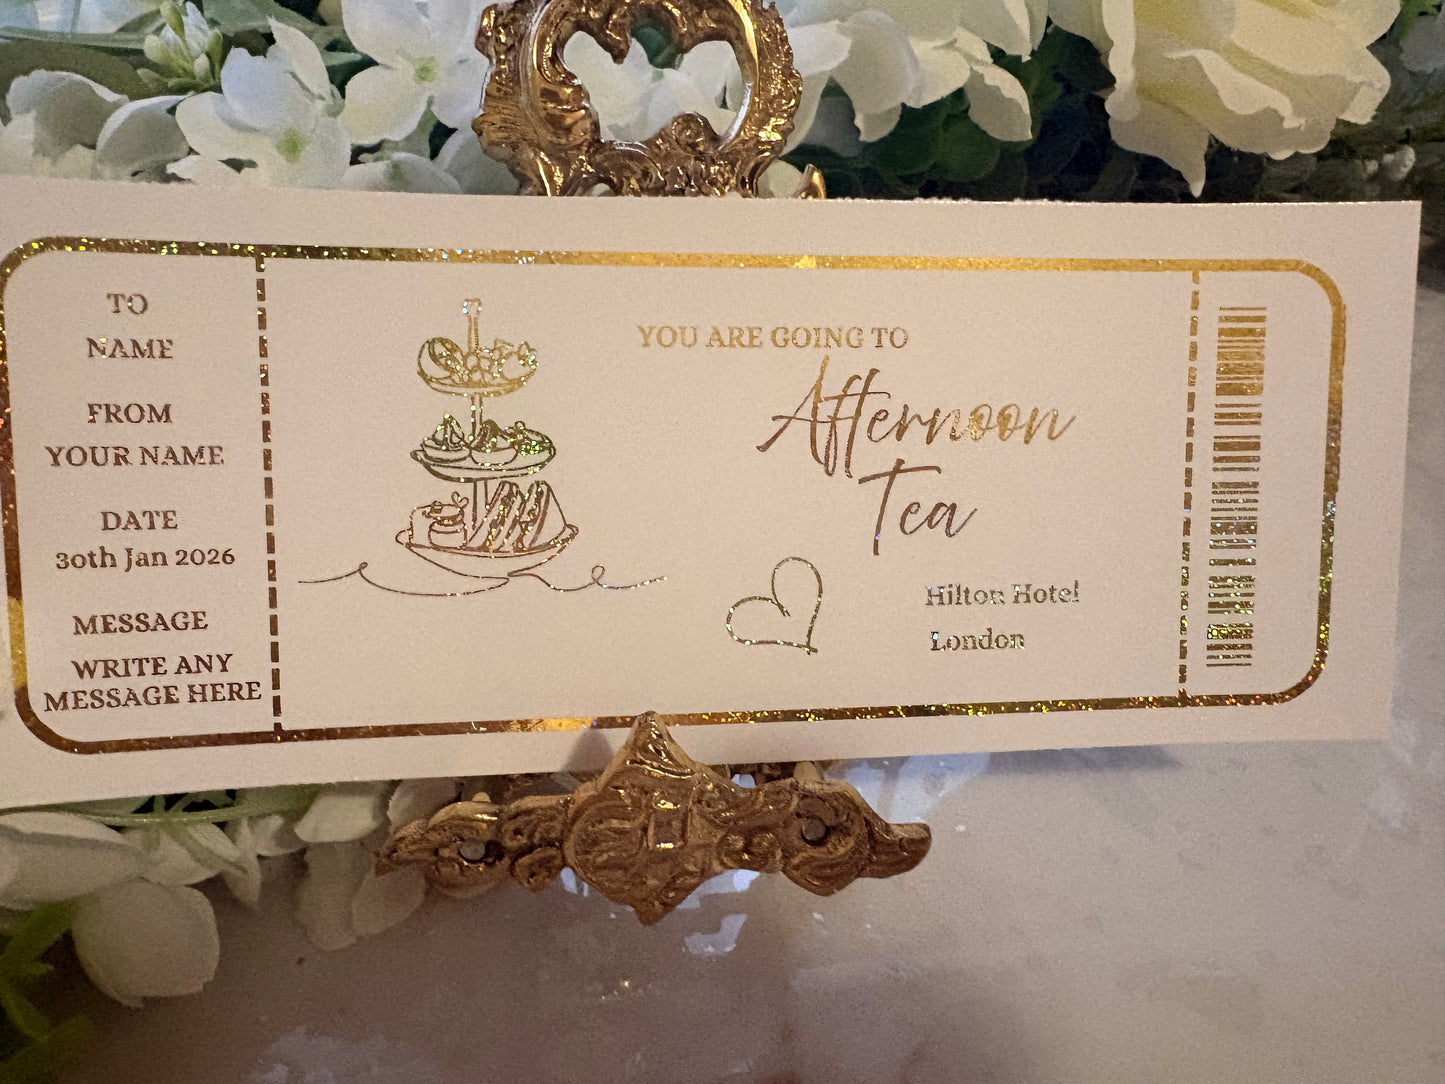 TO
NAME
FROM
YOUR NAME
DATE
30th Jan 2026
MESSAGE
WRITE ANY
MESSAGE HERE
YOU ARE GOING TO
Afternoon
Tea
Hilton Hotel
London